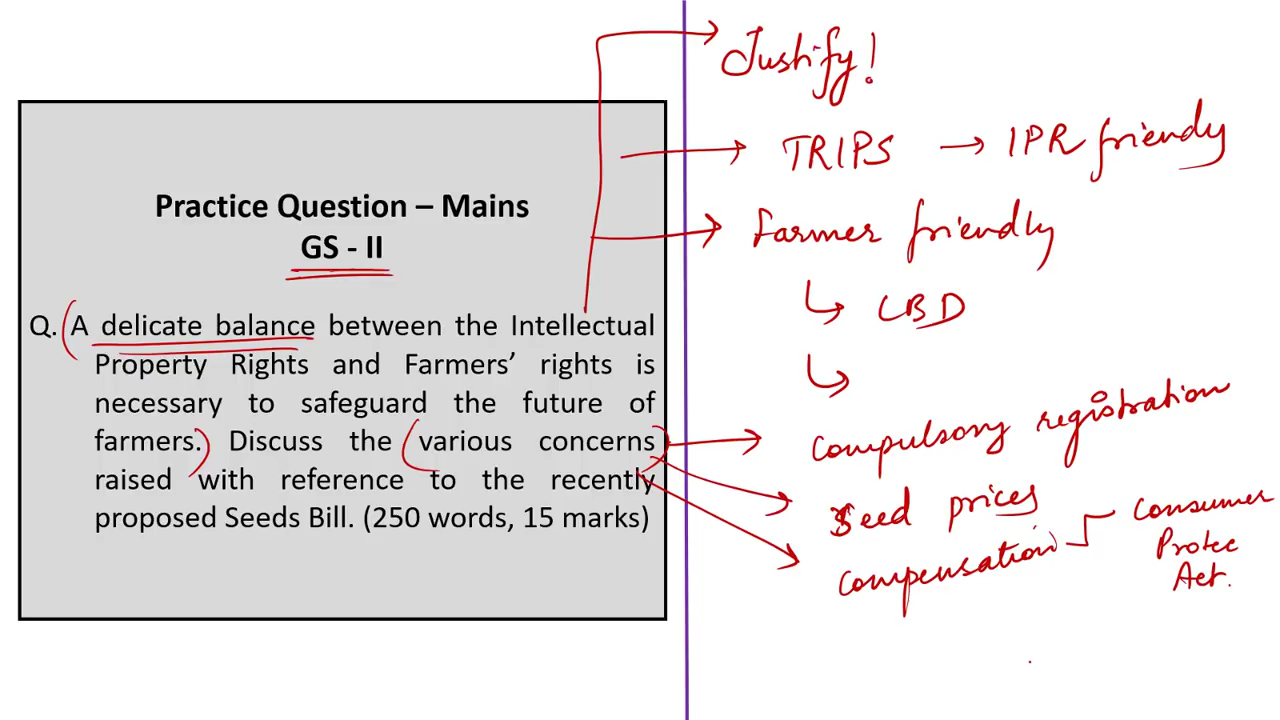 Practice Question – Mains
GS - II
Q. A delicate balance between the Intellectual
Property Rights and Farmers’ rights is
necessary to safeguard the future of
farmers. Discuss the various concerns
raised with reference to the recently
proposed Seeds Bill. (250 words, 15 marks)
Justify!
TRIPS → IPR friendly
Farmer friendly
CBD
Compulsory registration
Seed prices
Compensation
Consumer
Protec
Act.